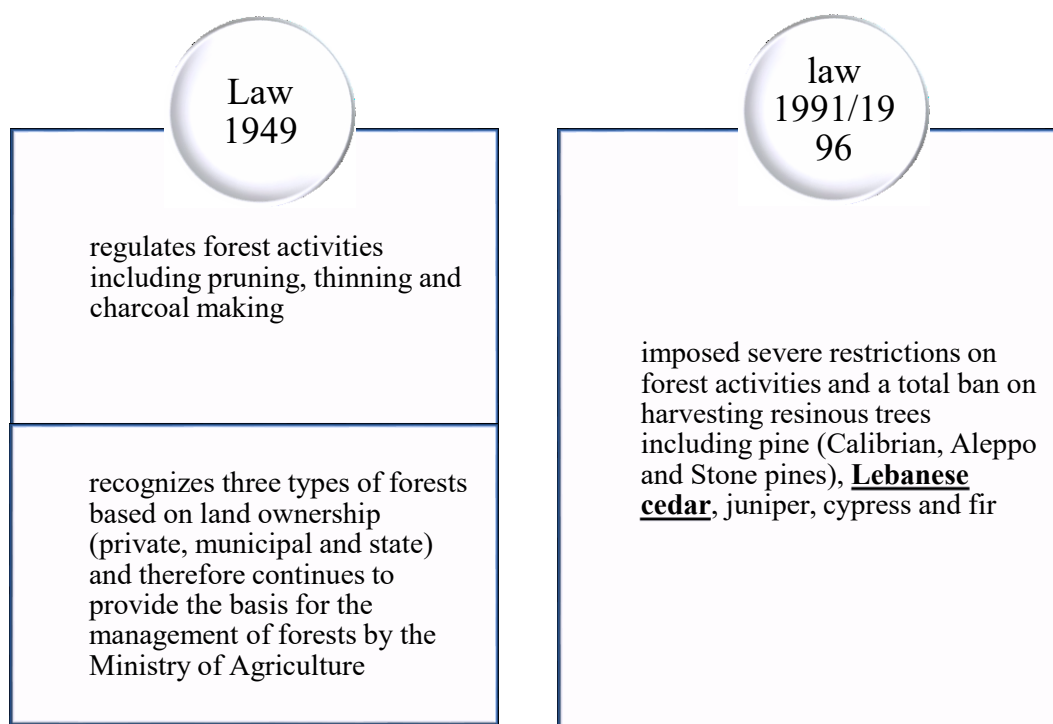 Law
1949
regulates forest activities
including pruning, thinning and
charcoal making
recognizes three types of forests
based on land ownership
(private, municipal and state)
and therefore continues to
provide the basis for the
management of forests by the
Ministry of Agriculture
law
1991/19
96
imposed severe restrictions on
forest activities and a total ban on
harvesting resinous trees
including pine (Calibrian, Aleppo
and Stone pines), Lebanese
cedar, juniper, cypress and fir